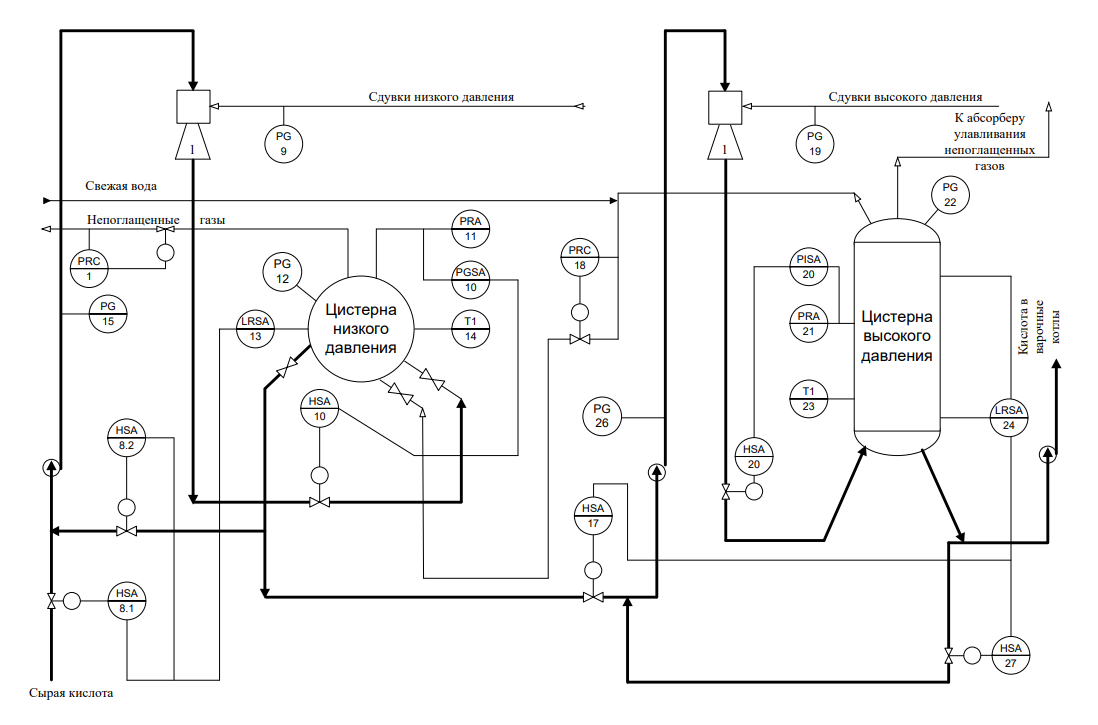 Сдувки низкого давления
Сдувки высокого давления
К абсорберу
улавливания
непоглащенных
газов
PG
9
1
PG
19
1
Свежая вода
Непоглащенные газы
PRC
1
PG
15
PG
12
PRA
11
PGSA
10
T1
14
LRSA
13
Цистерна
низкого
давления
HSA
10
HSA
8.2
HSA
8.1
Сырая кислота
PRC
18
PG
26
HSA
17
PG
22
PISA
20
PRA
21
T1
23
Цистерна
высокого
давления
HSA
20
LRSA
24
HSA
27
Кислота в
варочные
котлы